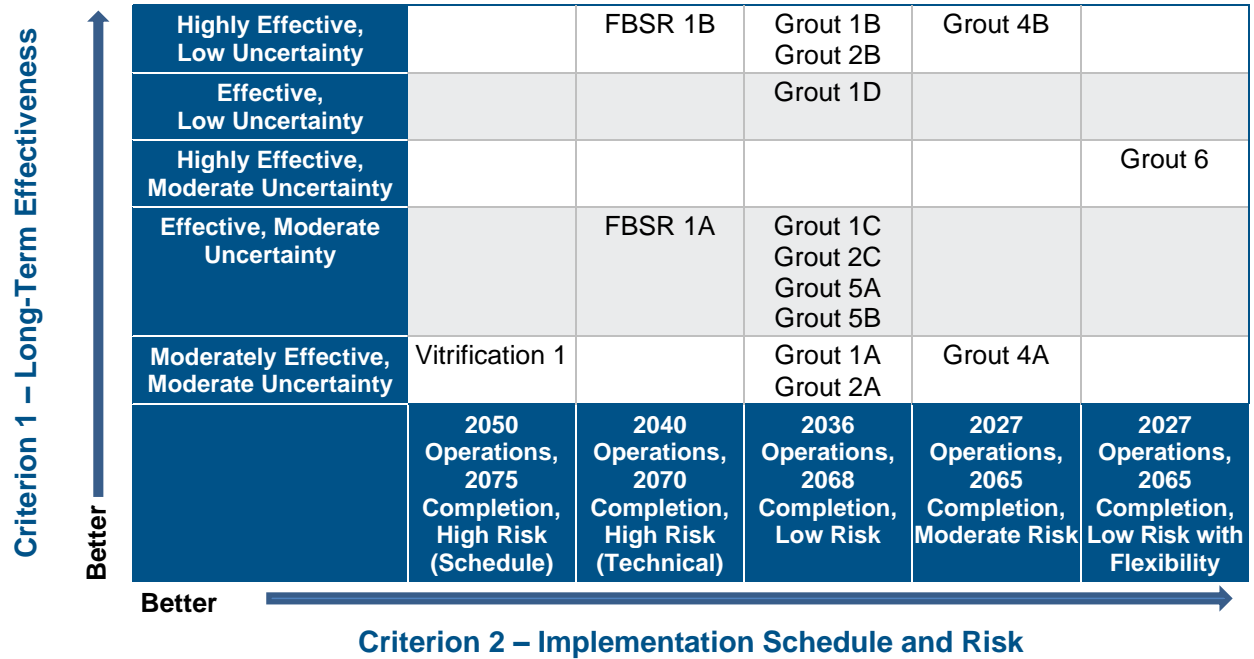 Criterion 1 – Long-Term Effectiveness
Better
Highly Effective,
Low Uncertainty
FBSR 1B
Grout 1B
Grout 2B
Grout 4B
Effective,
Low Uncertainty
Grout 1D
Highly Effective,
Moderate Uncertainty
Grout 6
Effective, Moderate
Uncertainty
FBSR 1A
Grout 1C
Grout 2C
Grout 5A
Grout 5B
Moderately Effective,
Moderate Uncertainty
Vitrification 1
Grout 1A
Grout 2A
Grout 4A
2050
Operations,
2075
Completion,
High Risk
(Schedule)
2040
Operations,
2070
Completion,
High Risk
(Technical)
2036
Operations,
2068
Completion,
Low Risk
2027
Operations,
2065
Completion,
Moderate Risk
2027
Operations,
2065
Completion,
Low Risk with
Flexibility
Better
Criterion 2 – Implementation Schedule and Risk